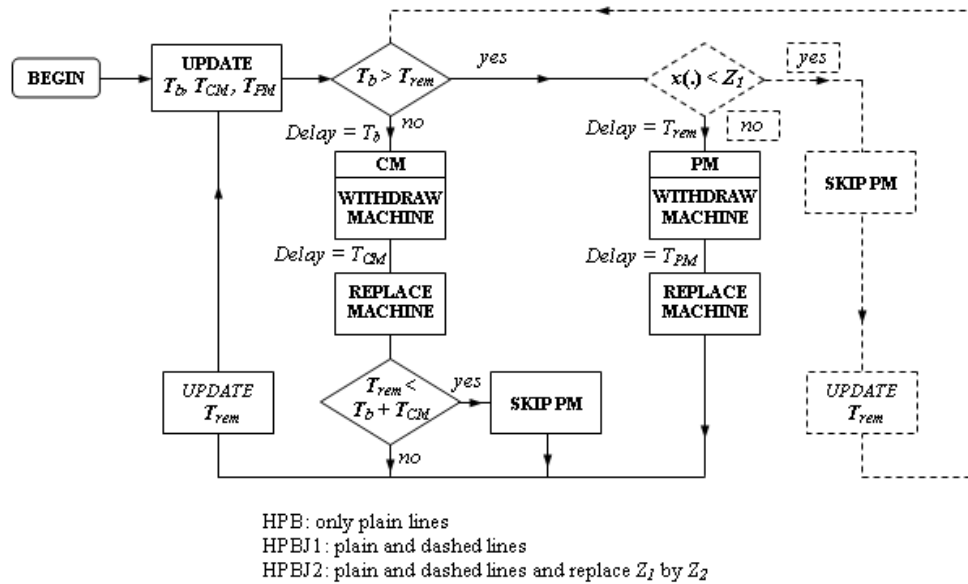 BEGIN
UPDATE
T_b, T_CM, T_PM
T_b > T_rem
yes
x(.) < Z_1
yes
no
Delay = T_b
Delay = T_rem
no
CM
WITHDRAW
MACHINE
PM
WITHDRAW
MACHINE
SKIP PM
Delay = T_CM
Delay = T_PM
REPLACE
MACHINE
REPLACE
MACHINE
UPDATE
T_rem
T_rem <
T_b + T_CM
yes
SKIP PM
UPDATE
T_rem
no
HPB: only plain lines
HPBJ1: plain and dashed lines
HPBJ2: plain and dashed lines and replace Z_1 by Z_2